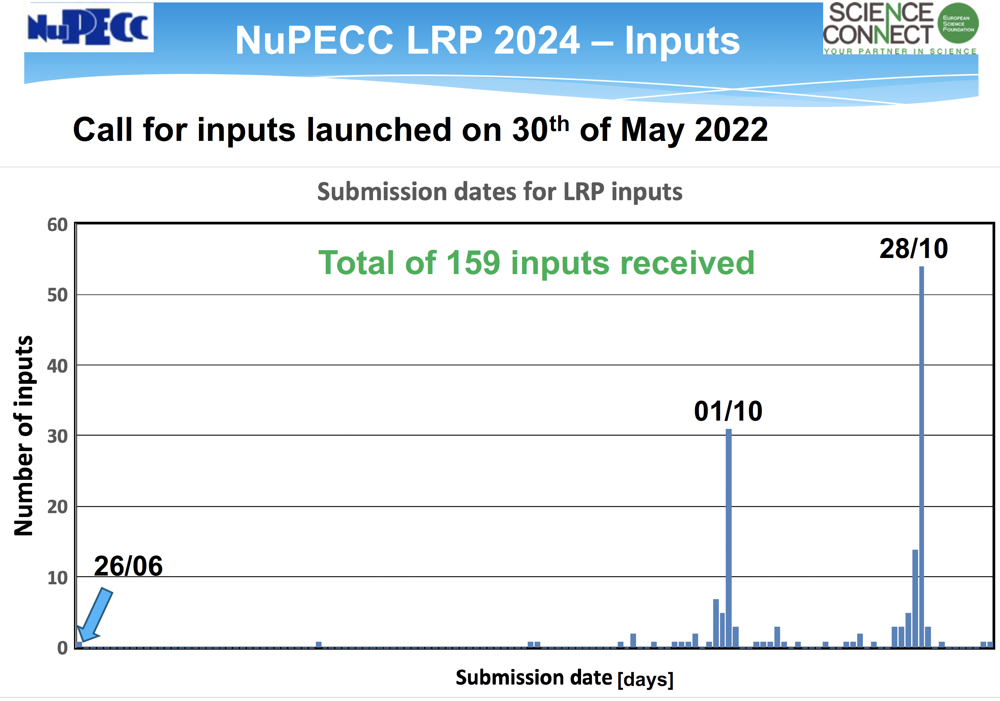 NuPECC
NuPECC LRP 2024 – Inputs
SCIENCE
CONNECT
EUROPEAN
SCIENCE
FOUNDATION
YOUR PARTNER IN SCIENCE
Call for inputs launched on 30th of May 2022
Submission dates for LRP inputs
60
50
40
30
20
10
0
Number of inputs
Total of 159 inputs received
28/10
01/10
26/06
Submission date [days]